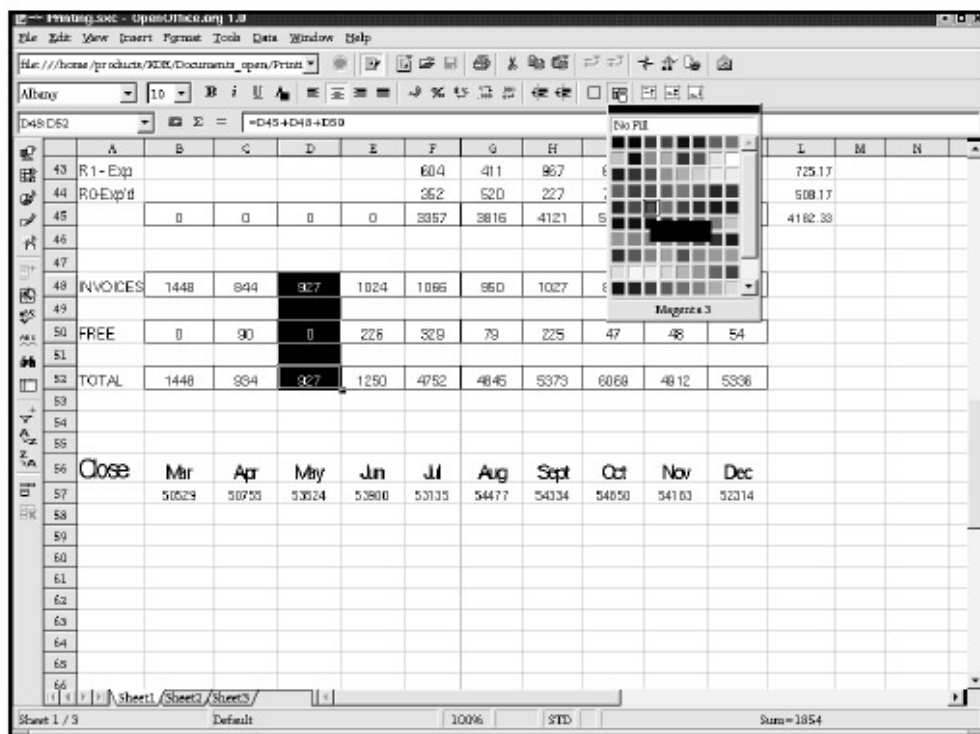 Printing.sxc - OpenOffice.org 1.0
File Edit View Insert Format Tools Data Window Help
file:///home/products/KDE/Documents_open/Printi
Albany 10 B i U
D48:D52 Σ = =D45+D48+D50
No Fill
A B C D E F G H L M N
43 R1-Exp 604 411 967 725.17
44 R0-Exp'd 352 520 227 508.17
45 0 0 0 0 3357 3816 4121 5 4182.33
46
47
48 INVOICES 1448 844 927 1024 1066 950 1027
49
50 FREE 0 90 0 226 329 79 225 47 48 54
51
52 TOTAL 1448 934 927 1250 4752 4845 5373 6069 4912 5336
53
54
55
56 Close Mar Apr May Jun Jul Aug Sept Oct Nov Dec
57 50529 50755 53524 53900 53135 54477 54334 54650 54163 52314
58
59
60
61
62
63
64
65
66
Magenta 3
Sheet1 Sheet2 Sheet3
Sheet 1 / 3 Default 100% STD Sum=1854